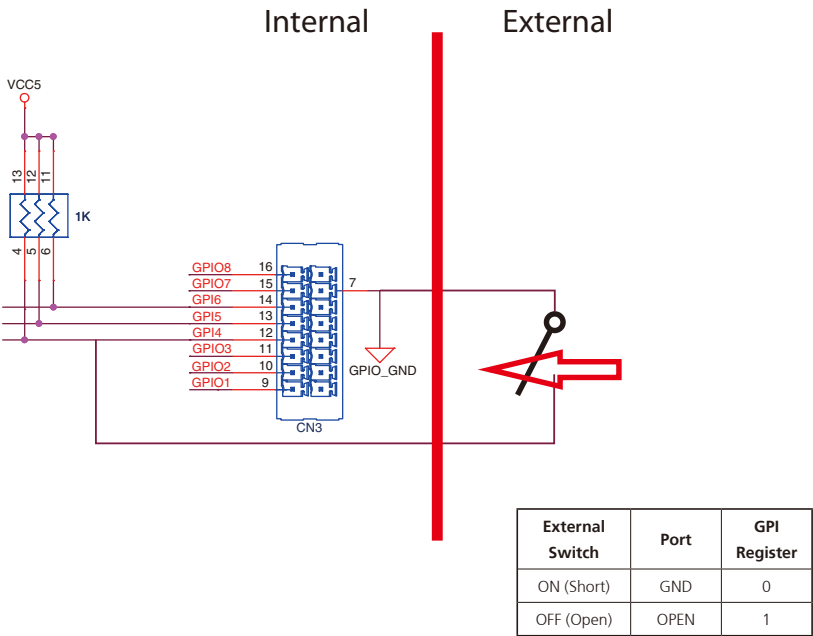 Internal
External
VCC5
13
12
11
1K
4
5
6
GPIO8 16
GPIO7 15
GPI6 14
GPI5 13
GPI4 12
GPIO3 11
GPIO2 10
GPIO1 9
7
GPIO_GND
CN3
External Switch
Port
GPI Register
ON (Short) GND 0
OFF (Open) OPEN 1